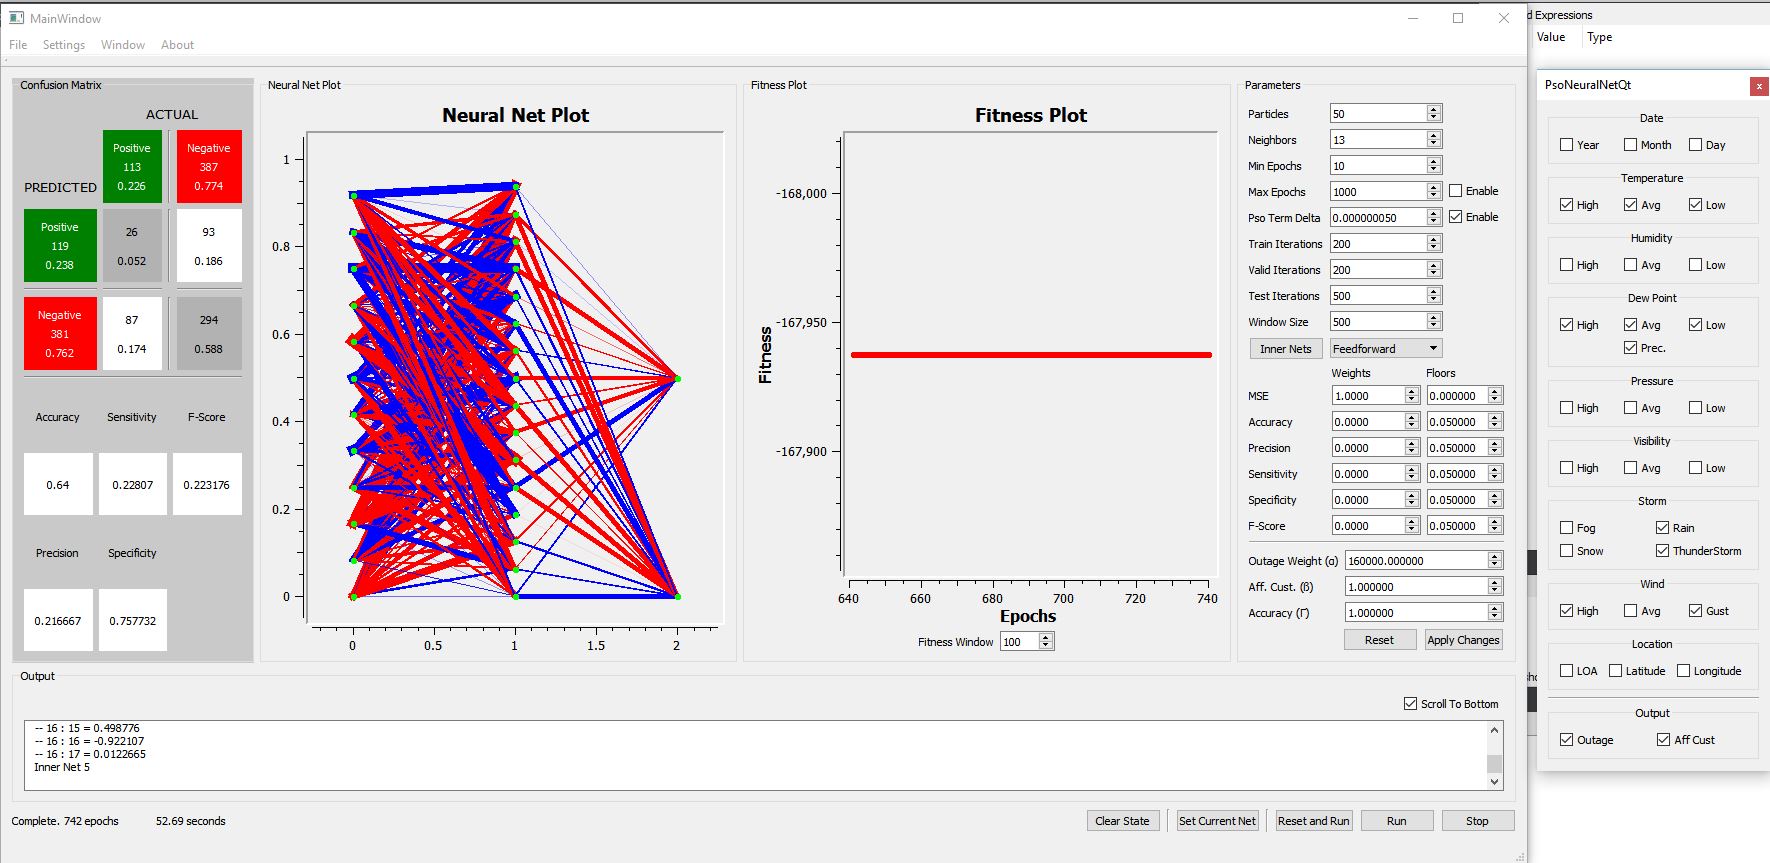 MainWindow
File Settings Window About
Confusion Matrix
ACTUAL
Positive
113
0.226
Negative
387
0.774
PREDICTED
Positive
119
0.238
26
0.052
93
0.186
Negative
381
0.762
87
0.174
294
0.588
Accuracy Sensitivity F-Score
0.64 0.22807 0.223176
Precision Specificity
0.216667 0.757732
Neural Net Plot
Neural Net Plot
1
0.8
0.6
0.4
0.2
0
0 0.5 1 1.5 2
Fitness Plot
Fitness Plot
Fitness
-168,000
-167,950
-167,900
640 660 680 700 720 740
Epochs
Fitness Window 100
Parameters
Particles 50
Neighbors 13
Min Epochs 10
Max Epochs 1000 Enable
Pso Term Delta 0.000000050 Enable
Train Iterations 200
Valid Iterations 200
Test Iterations 500
Window Size 500
Inner Nets Feedforward
Weights Floors
MSE 1.0000 0.000000
Accuracy 0.0000 0.050000
Precision 0.0000 0.050000
Sensitivity 0.0000 0.050000
Specificity 0.0000 0.050000
F-Score 0.0000 0.050000
Outage Weight (α) 160000.000000
Aff. Cust. (β) 1.000000
Accuracy (Γ) 1.000000
Reset Apply Changes
Output
Scroll To Bottom
-- 16 : 15 = 0.498776
-- 16 : 16 = -0.922107
-- 16 : 17 = 0.0122665
Inner Net 5
Complete. 742 epochs 52.69 seconds
Clear State Set Current Net Reset and Run Run Stop
d Expressions
Value Type
PsoNeuralNetQt
Date
Year Month Day
Temperature
High Avg Low
Humidity
High Avg Low
Dew Point
High Avg Low
Prec.
Pressure
High Avg Low
Visibility
High Avg Low
Storm
Fog Rain
Snow ThunderStorm
Wind
High Avg Gust
Location
LOA Latitude Longitude
Output
Outage Aff Cust